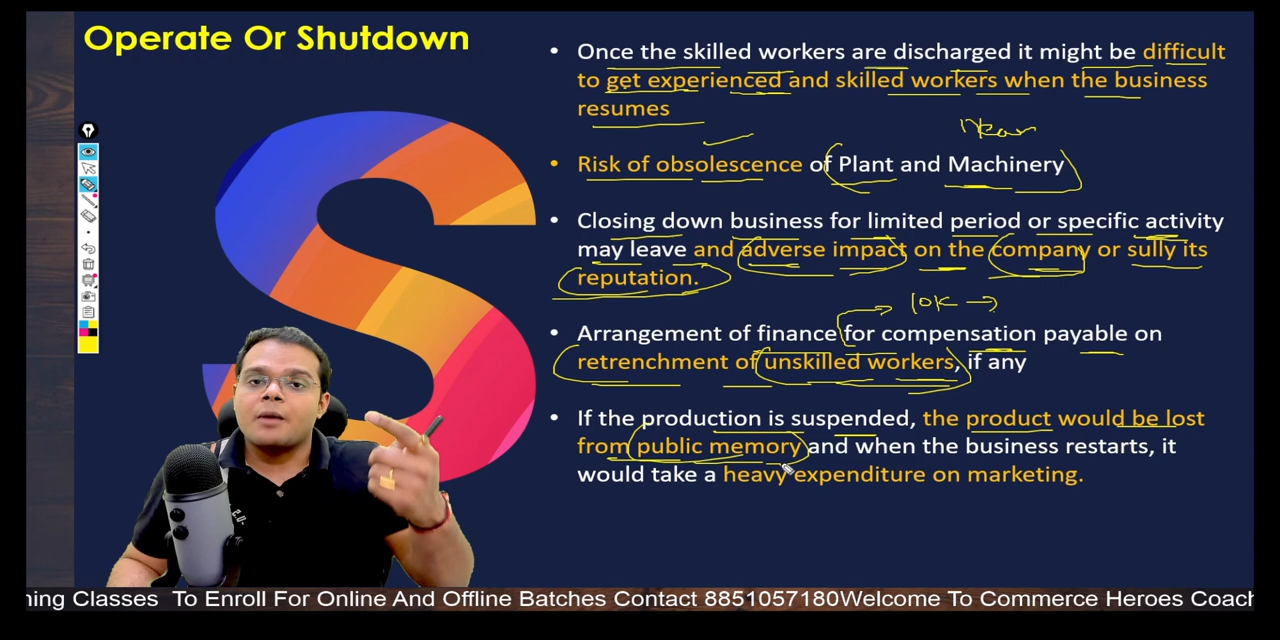 Operate Or Shutdown
• Once the skilled workers are discharged it might be difficult
to get experienced and skilled workers when the business
resumes
• Risk of obsolescence of Plant and Machinery
• Closing down business for limited period or specific activity
may leave and adverse impact on the company or sully its
reputation.
10K →
• Arrangement of finance for compensation payable on
retrenchment of unskilled workers, if any
• If the production is suspended, the product would be lost
from public memory and when the business restarts, it
would take a heavy expenditure on marketing.
2.0
ning Classes To Enroll For Online And Offline Batches Contact 8851057180Welcome To Commerce Heroes Coach